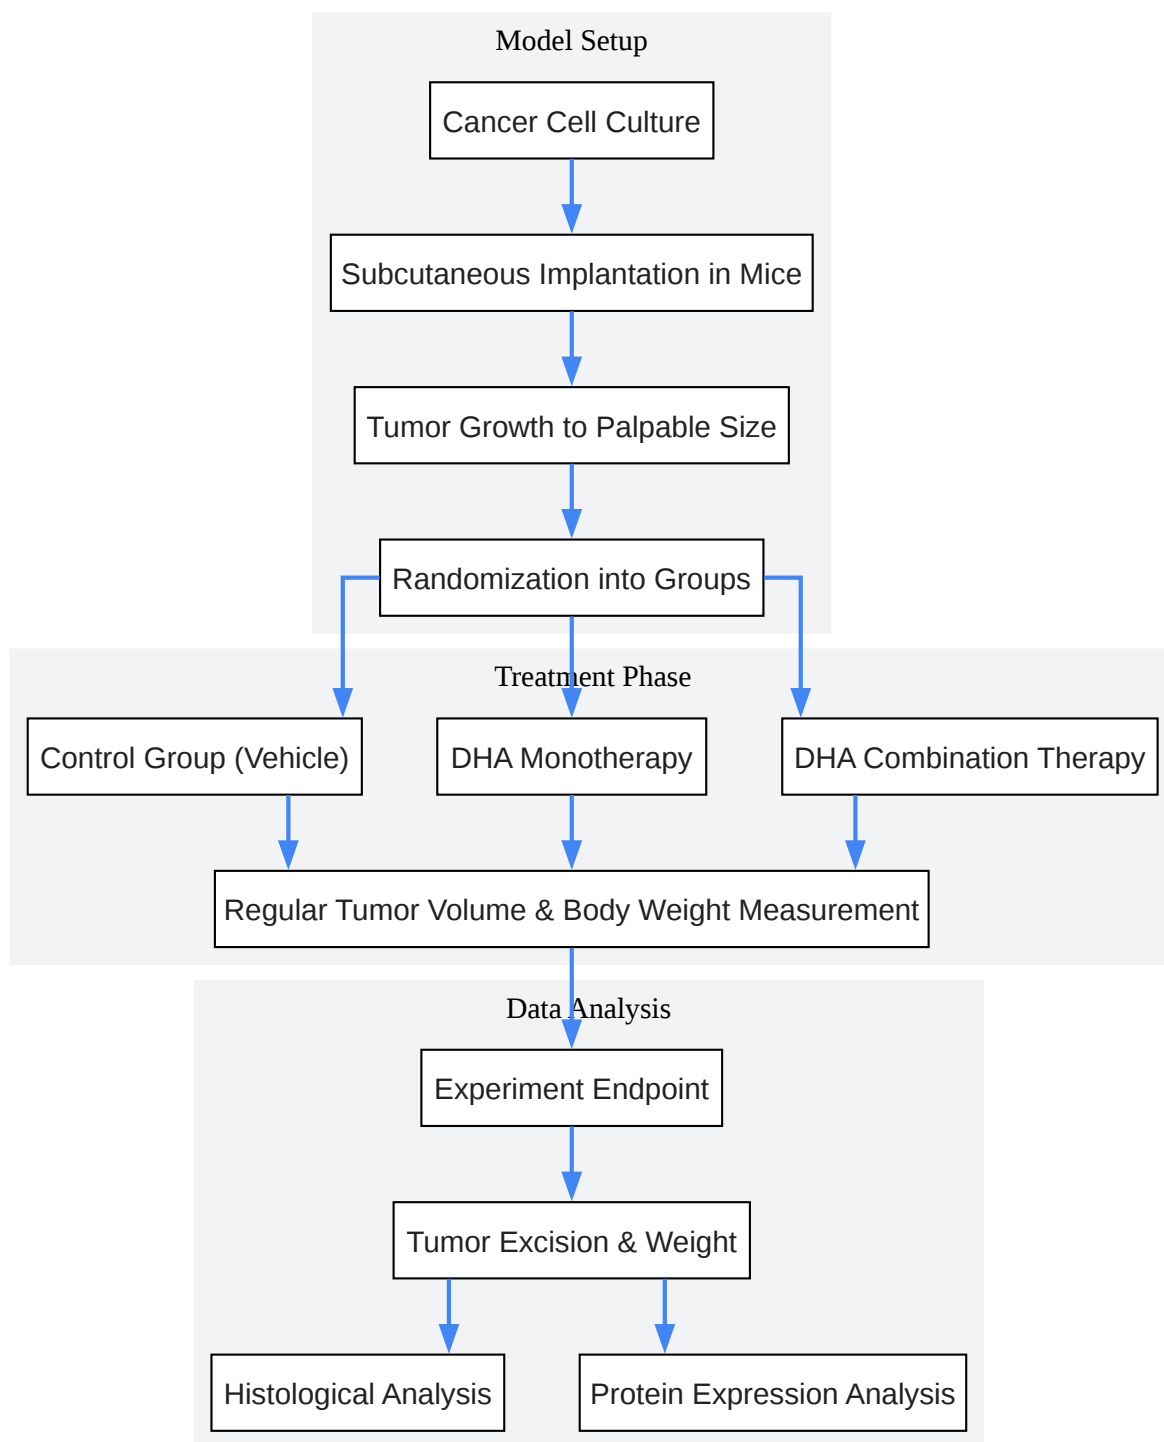 Model Setup
Cancer Cell Culture
Subcutaneous Implantation in Mice
Tumor Growth to Palpable Size
Randomization into Groups
Treatment Phase
Control Group (Vehicle)
DHA Monotherapy
DHA Combination Therapy
Regular Tumor Volume & Body Weight Measurement
Data Analysis
Experiment Endpoint
Tumor Excision & Weight
Histological Analysis
Protein Expression Analysis